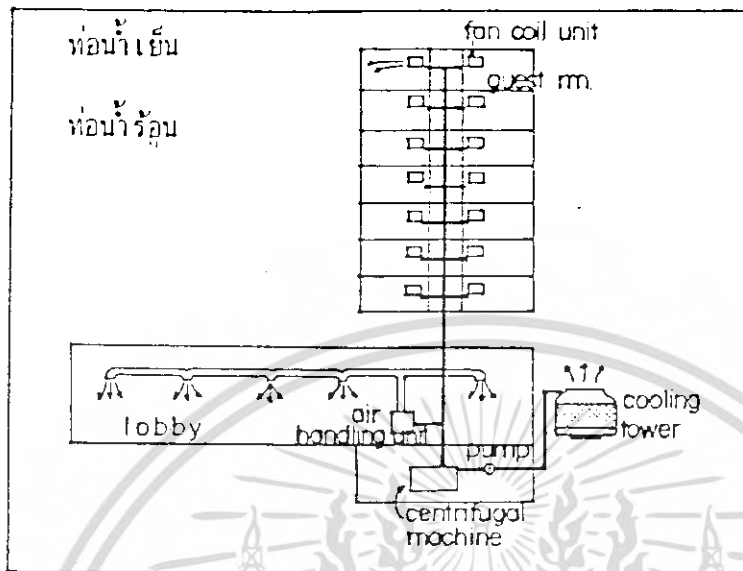 ท่อน้ำเย็น
ท่อน้ำร้อน
fan coil unit
guest rm.
lobby
air
handling unit
pump
cooling
tower
centrifugal
machine